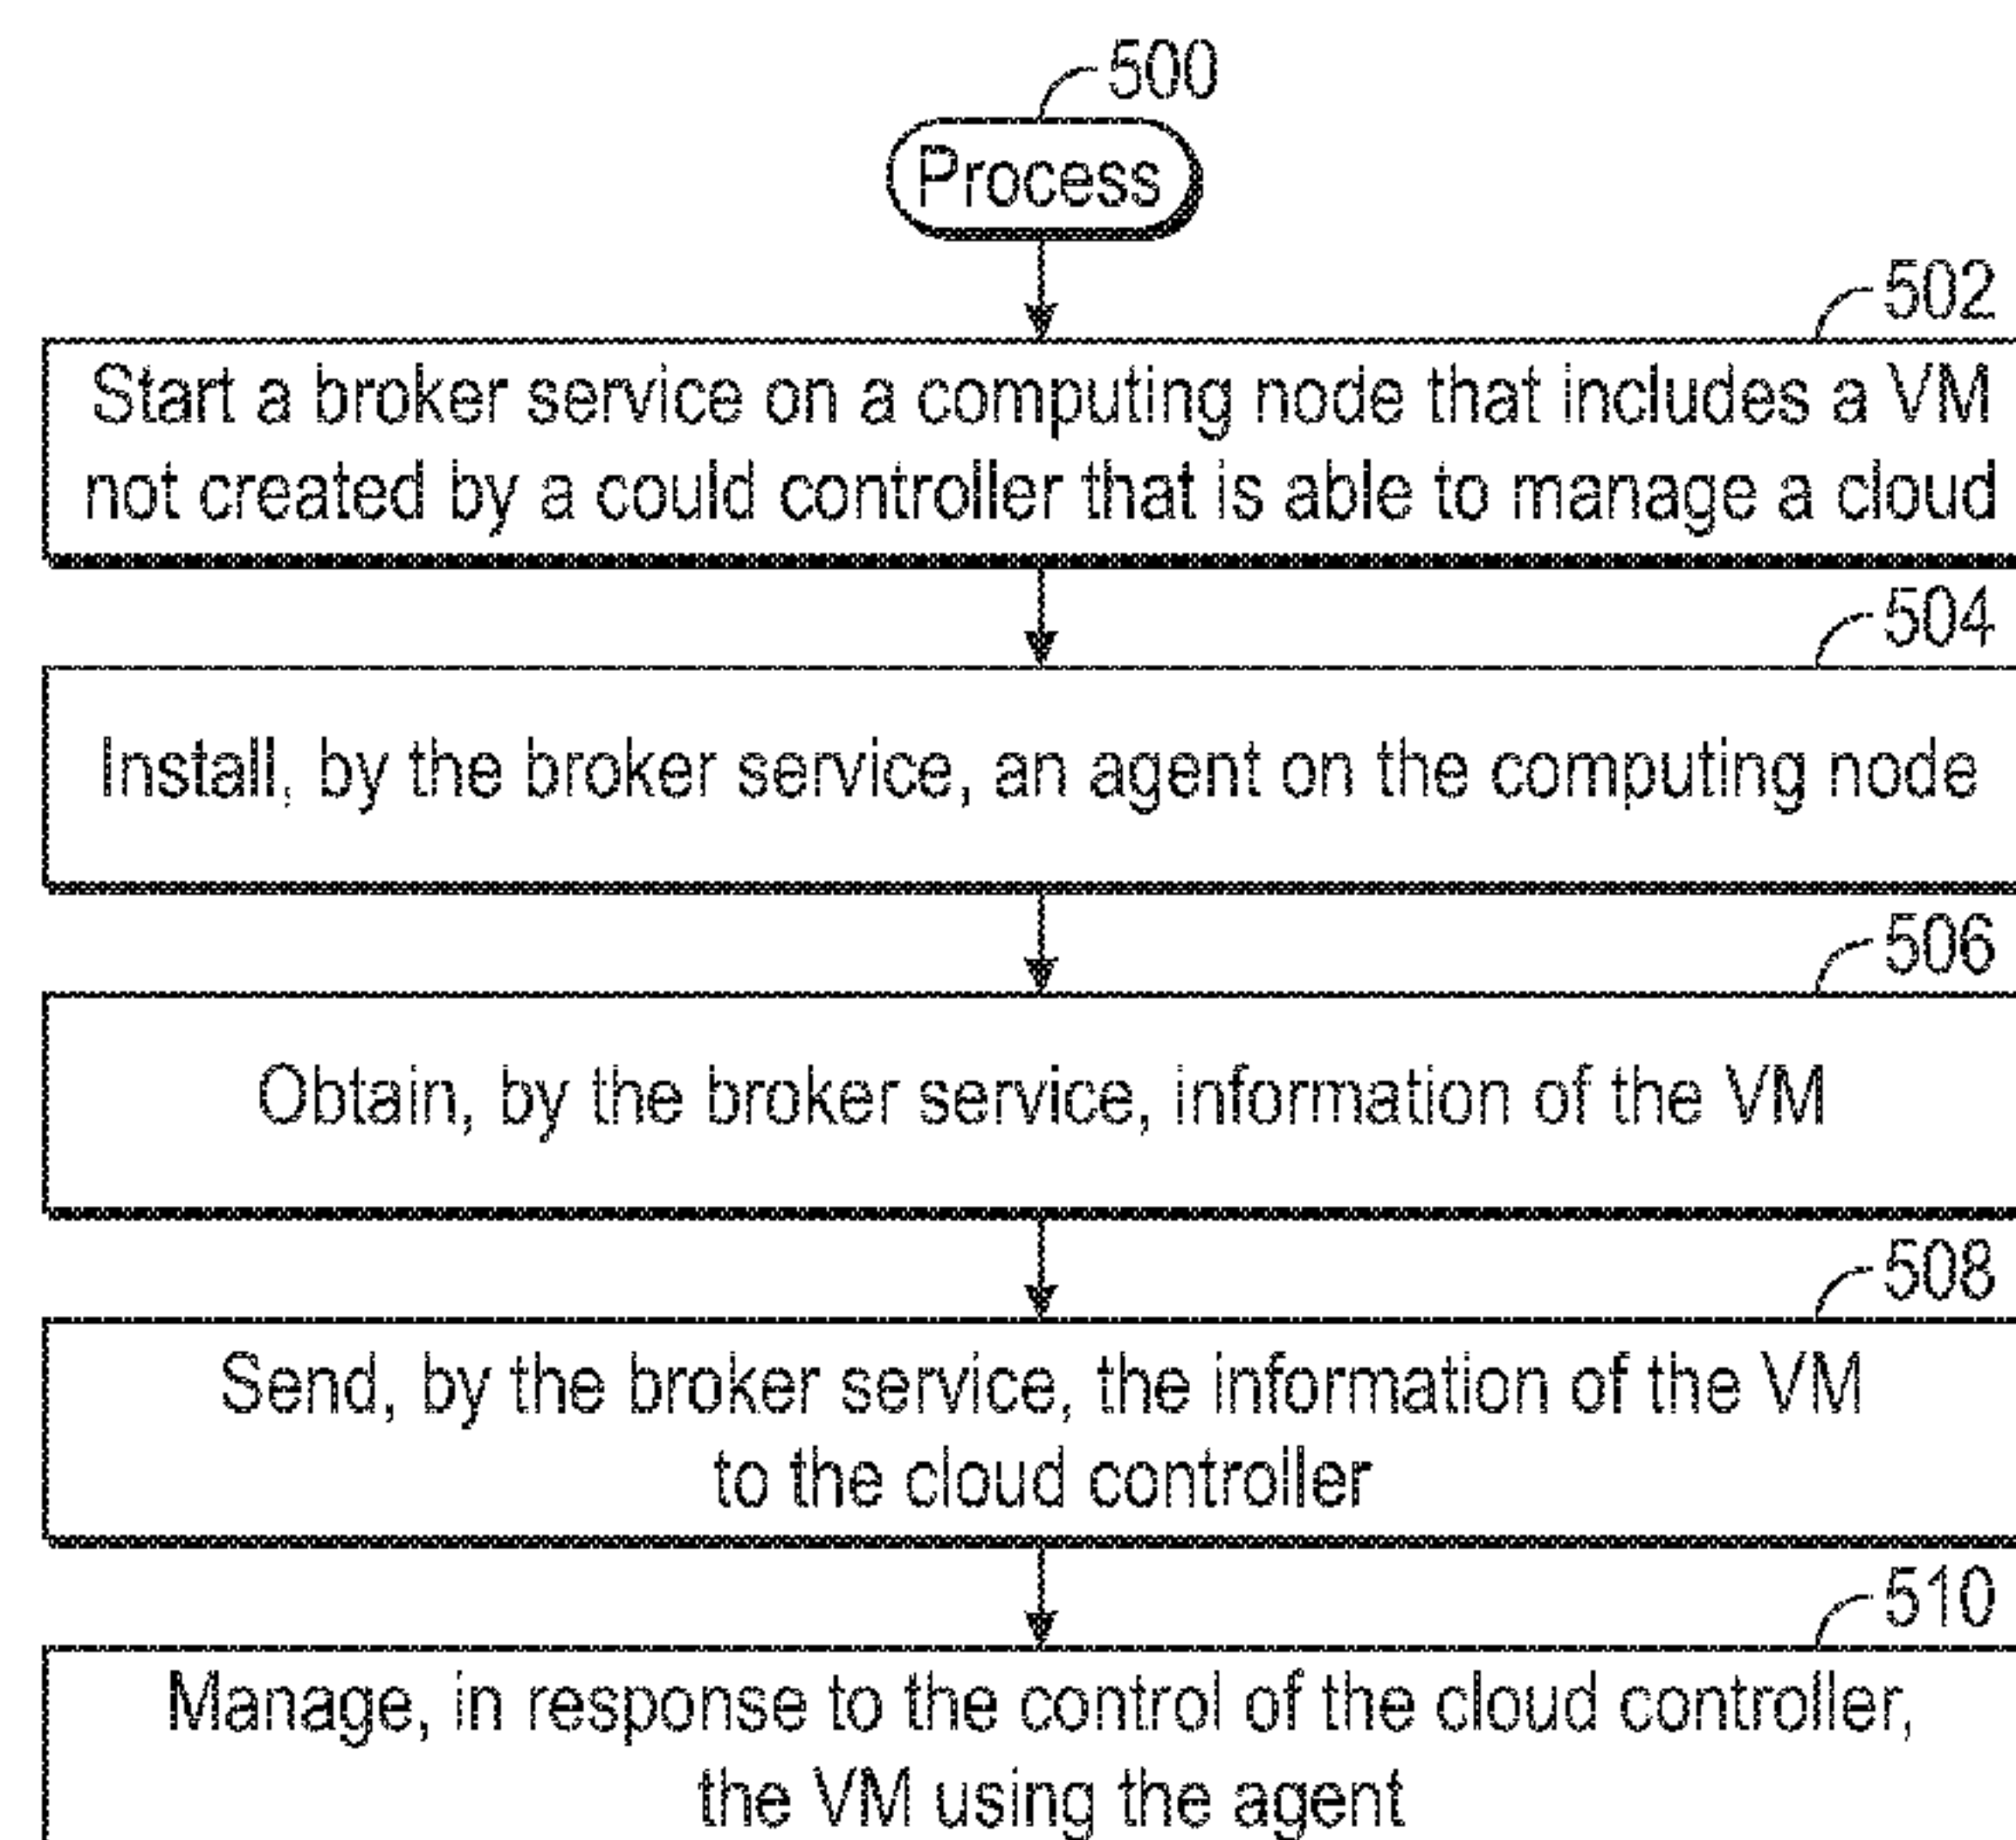 500
Process
502
Start a broker service on a computing node that includes a VM
not created by a could controller that is able to manage a cloud
504
Install, by the broker service, an agent on the computing node
506
Obtain, by the broker service, information of the VM
508
Send, by the broker service, the information of the VM
to the cloud controller
510
Manage, in response to the control of the cloud controller,
the VM using the agent